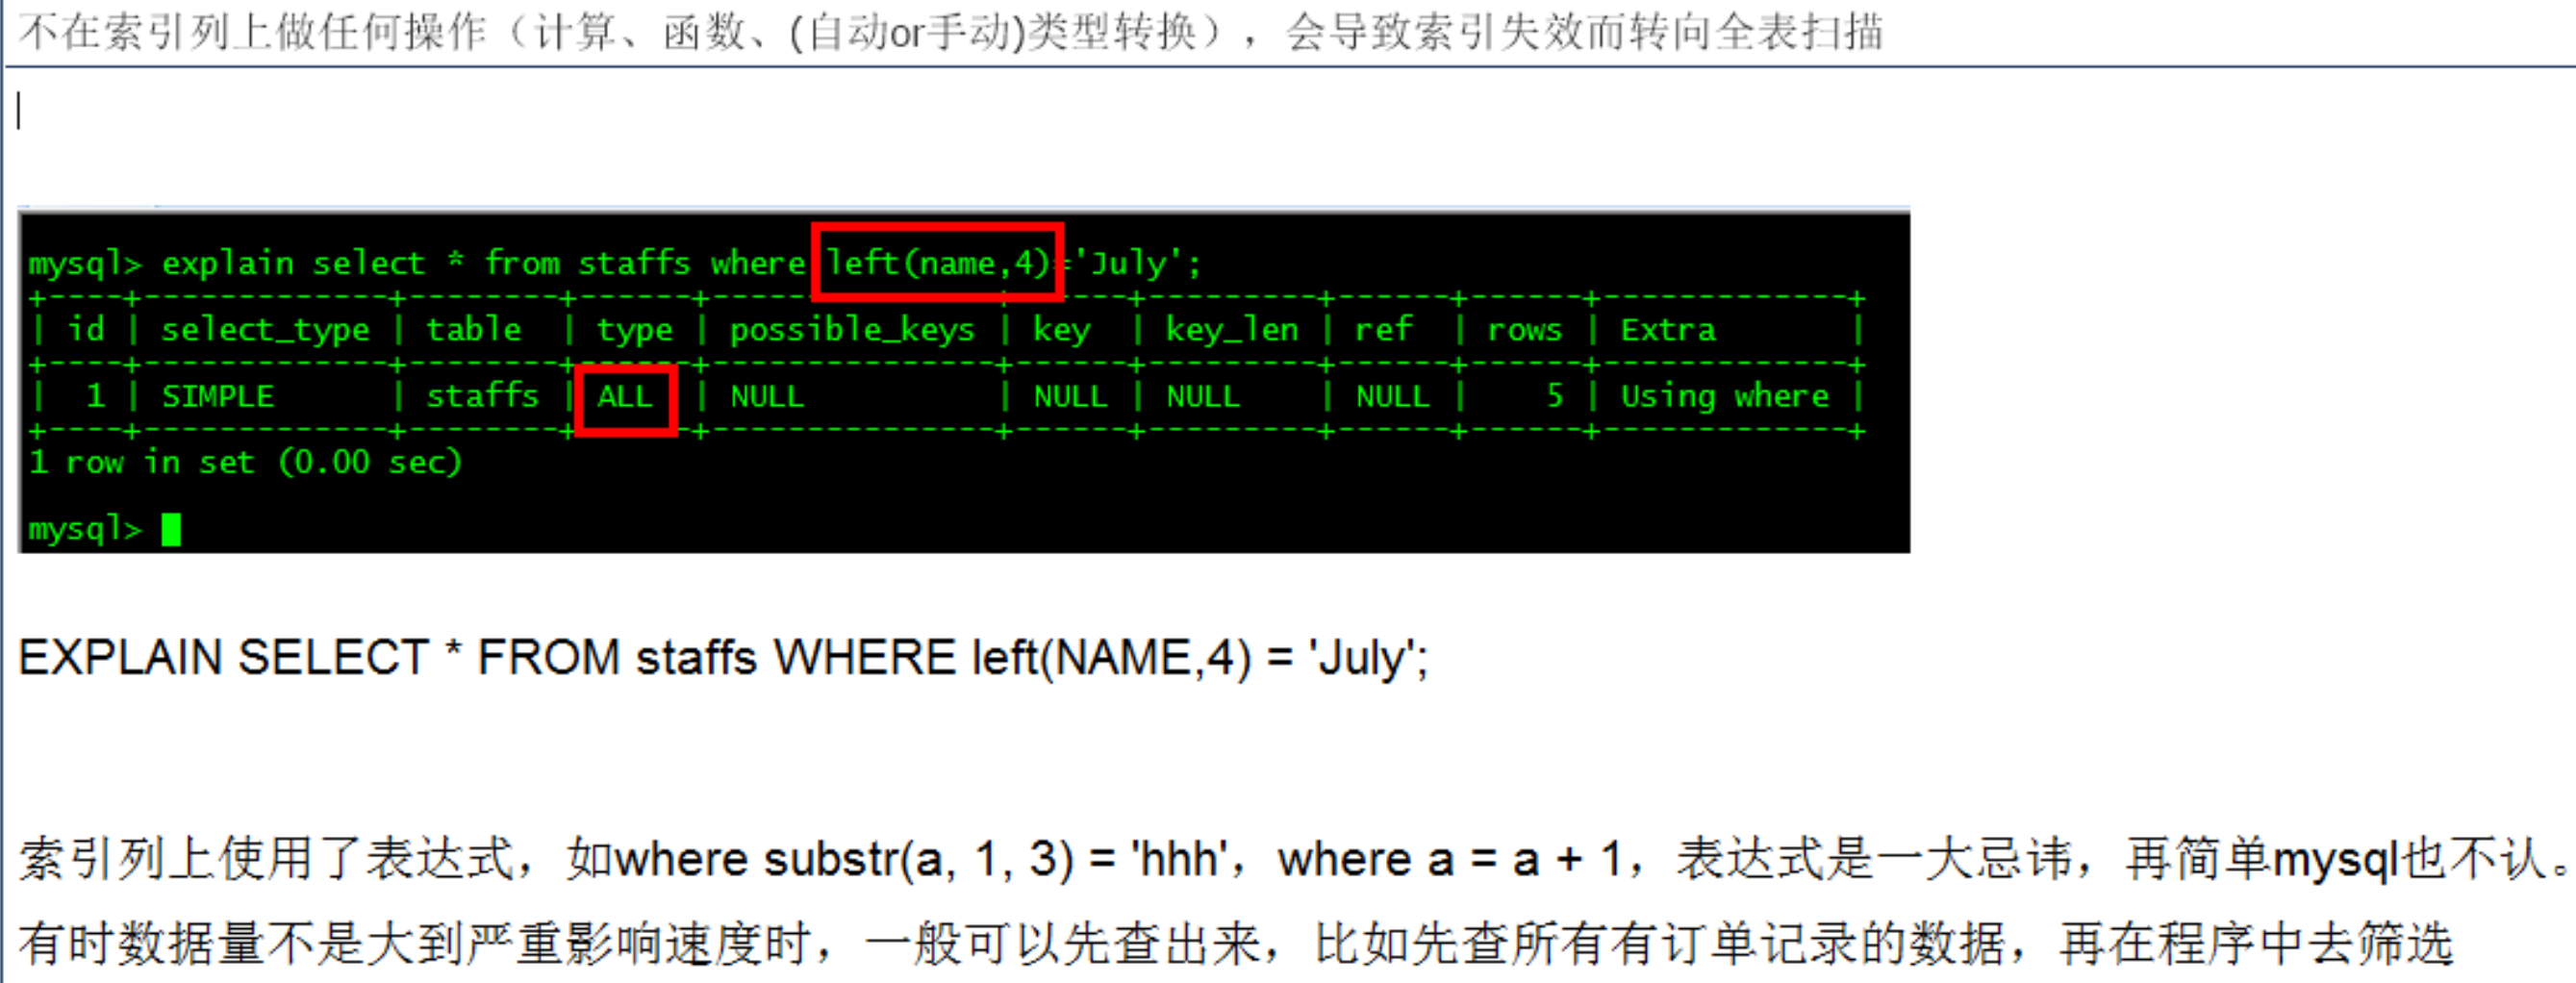 不在索引列上做任何操作（计算、函数、(自动or手动)类型转换），会导致索引失效而转向全表扫描
mysql> explain select * from staffs where left(name,4)='July';
+----+-------------+--------+------+---------------+------+---------+------+------+-------------+
| id | select_type | table  | type | possible_keys | key  | key_len | ref  | rows | Extra       |
+----+-------------+--------+------+---------------+------+---------+------+------+-------------+
|  1 | SIMPLE      | staffs | ALL  | NULL          | NULL | NULL    | NULL |    5 | Using where |
+----+-------------+--------+------+---------------+------+---------+------+------+-------------+
1 row in set (0.00 sec)
mysql>
EXPLAIN SELECT * FROM staffs WHERE left(NAME,4) = 'July';
索引列上使用了表达式，如where substr(a, 1, 3) = 'hhh'，where a = a + 1，表达式是一大忌讳，再简单mysql也不认。
有时数据量不是大到严重影响速度时，一般可以先查出来，比如先查所有有订单记录的数据，再在程序中去筛选